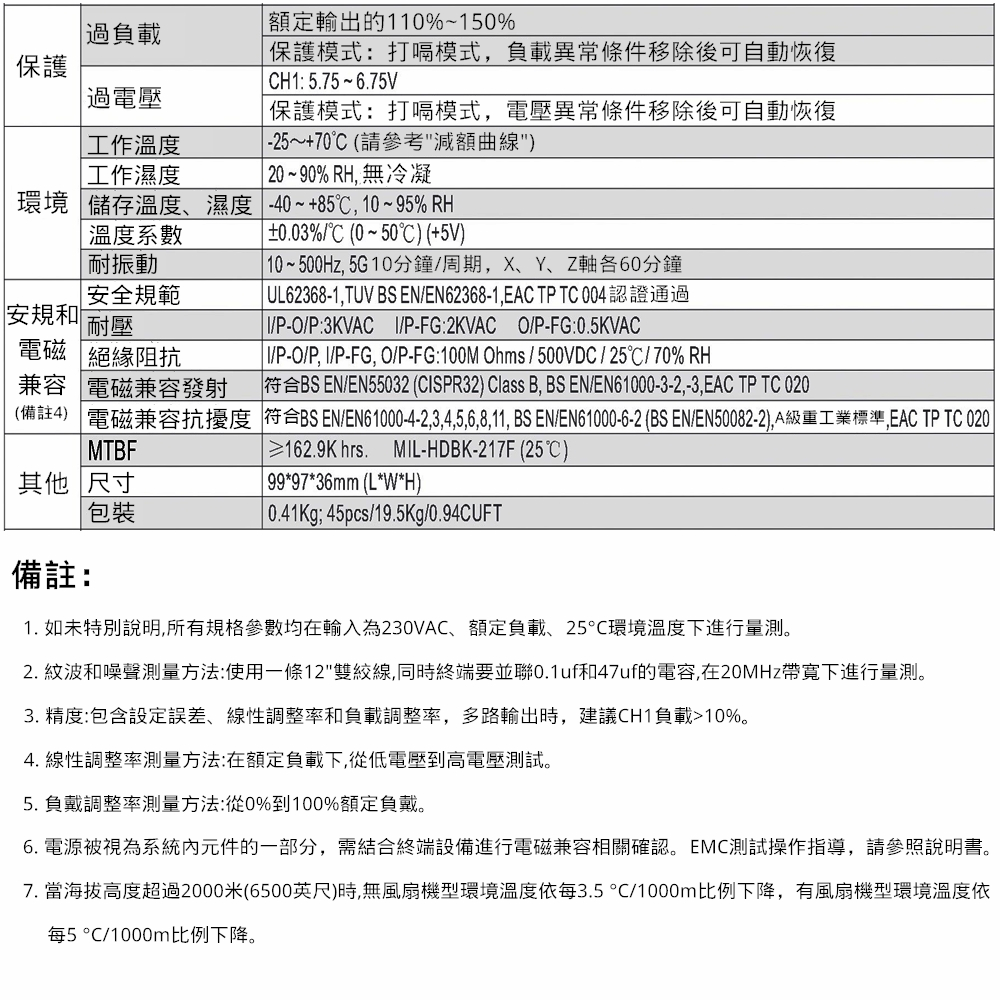 保護
過負載
額定輸出的110%~150%
保護模式：打嗝模式，負載異常條件移除後可自動恢復
過電壓
CH1: 5.75 ~ 6.75V
保護模式：打嗝模式，電壓異常條件移除後可自動恢復
環境
工作溫度
-25～+70℃ (請參考"減額曲線")
工作濕度
20 ~ 90% RH, 無冷凝
儲存溫度、濕度
-40 ~ +85℃, 10 ~ 95% RH
溫度系數
±0.03%/℃ (0 ~ 50℃) (+5V)
耐振動
10 ~ 500Hz, 5G 10分鐘/周期，X、Y、Z軸各60分鐘
安規和
電磁
兼容
(備註4)
安全規範
UL62368-1,TUV BS EN/EN62368-1,EAC TP TC 004 認證通過
耐壓
I/P-O/P:3KVAC I/P-FG:2KVAC O/P-FG:0.5KVAC
絕緣阻抗
I/P-O/P, I/P-FG, O/P-FG:100M Ohms / 500VDC / 25℃/ 70% RH
電磁兼容發射
符合BS EN/EN55032 (CISPR32) Class B, BS EN/EN61000-3-2,-3,EAC TP TC 020
電磁兼容抗擾度
符合BS EN/EN61000-4-2,3,4,5,6,8,11, BS EN/EN61000-6-2 (BS EN/EN50082-2),A級重工業標準,EAC TP TC 020
其他
MTBF
≥162.9K hrs. MIL-HDBK-217F (25℃)
尺寸
99*97*36mm (L*W*H)
包裝
0.41Kg; 45pcs/19.5Kg/0.94CUFT
備註：
1. 如未特別說明,所有規格參數均在輸入為230VAC、額定負載、25°C環境溫度下進行量測。
2. 紋波和噪聲測量方法:使用一條12"雙絞線,同時終端要並聯0.1uf和47uf的電容,在20MHz帶寬下進行量測。
3. 精度:包含設定誤差、線性調整率和負載調整率，多路輸出時，建議CH1負載>10%。
4. 線性調整率測量方法:在額定負載下,從低電壓到高電壓測試。
5. 負戴調整率測量方法:從0%到100%額定負戴。
6. 電源被視為系統內元件的一部分，需結合終端設備進行電磁兼容相關確認。EMC測試操作指導，請參照說明書。
7. 當海拔高度超過2000米(6500英尺)時,無風扇機型環境溫度依每3.5 °C/1000m比例下降，有風扇機型環境溫度依
每5 °C/1000m比例下降。